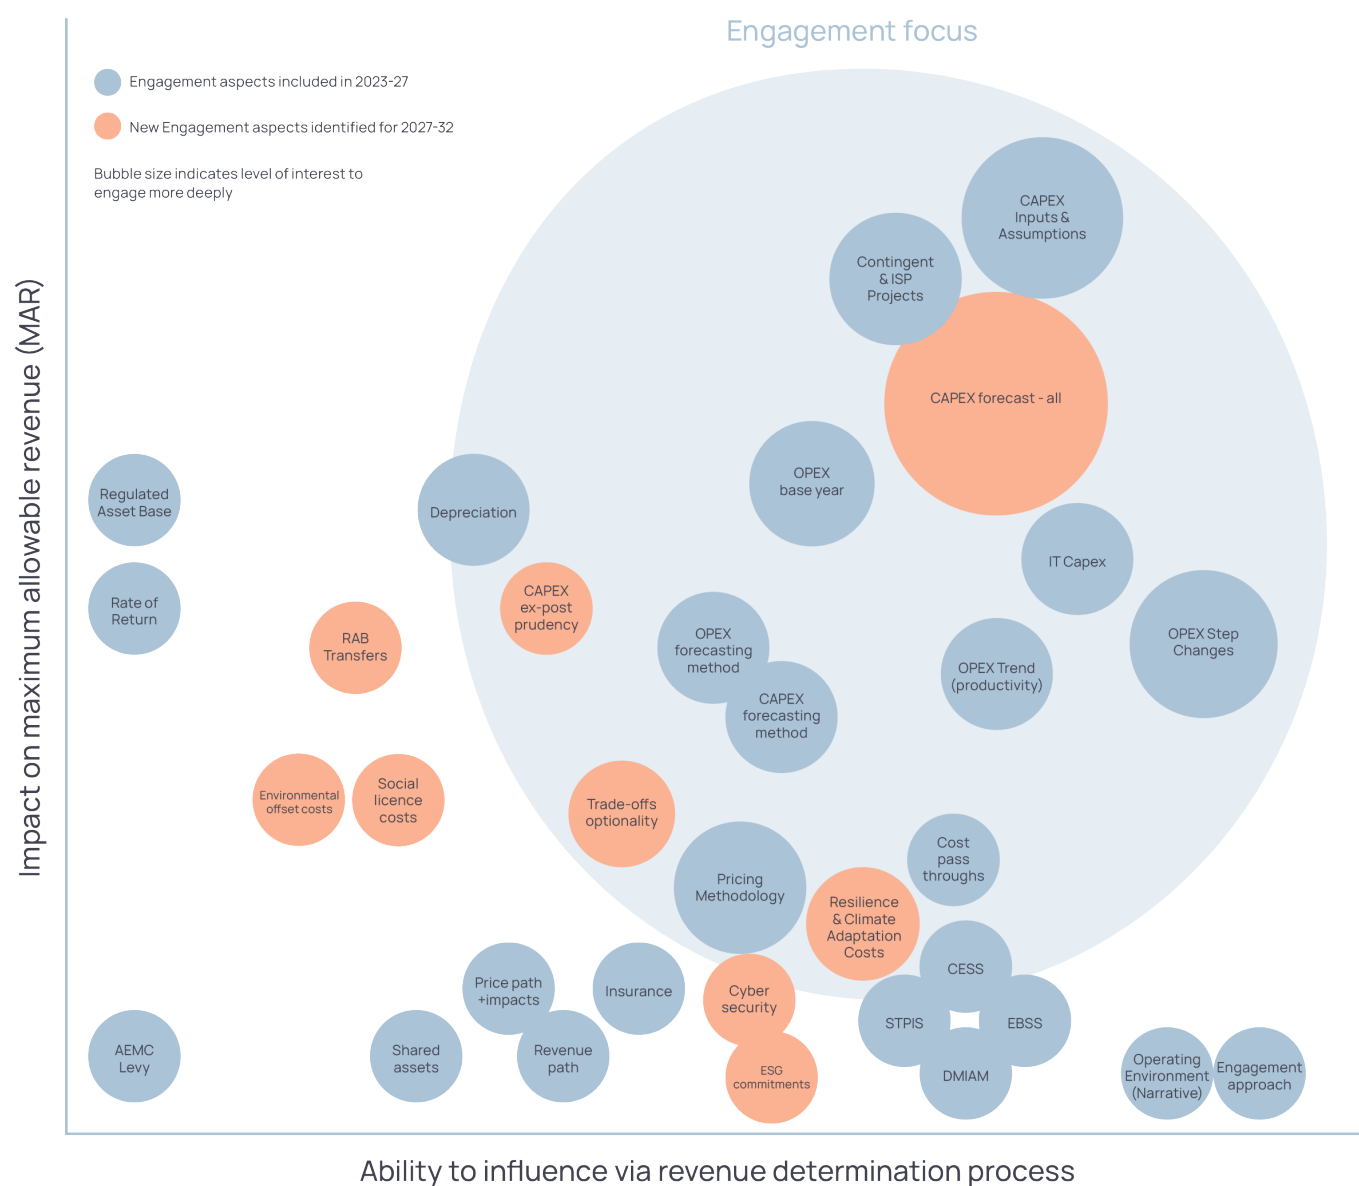 Engagement focus
Engagement aspects included in 2023-27
New Engagement aspects identified for 2027-32
Bubble size indicates level of interest to
engage more deeply
Impact on maximum allowable revenue (MAR)
CAPEX
Inputs &
Assumptions
Contingent
& ISP
Projects
CAPEX forecast - all
OPEX
base year
Regulated
Asset Base
Depreciation
IT Capex
Rate of
Return
CAPEX
ex-post
prudency
RAB
Transfers
OPEX
forecasting
method
OPEX Step
Changes
OPEX Trend
(productivity)
CAPEX
forecasting
method
Environmental
offset costs
Social
licence
costs
Trade-offs
optionality
Cost
pass
throughs
Pricing
Methodology
Resilience
& Climate
Adaptation
Costs
CESS
Price path
+impacts
Insurance
Cyber
security
STPIS
EBSS
AEMC
Levy
Shared
assets
Revenue
path
ESG
commitments
DMIAM
Operating
Environment
(Narrative)
Engagement
approach
Ability to influence via revenue determination process